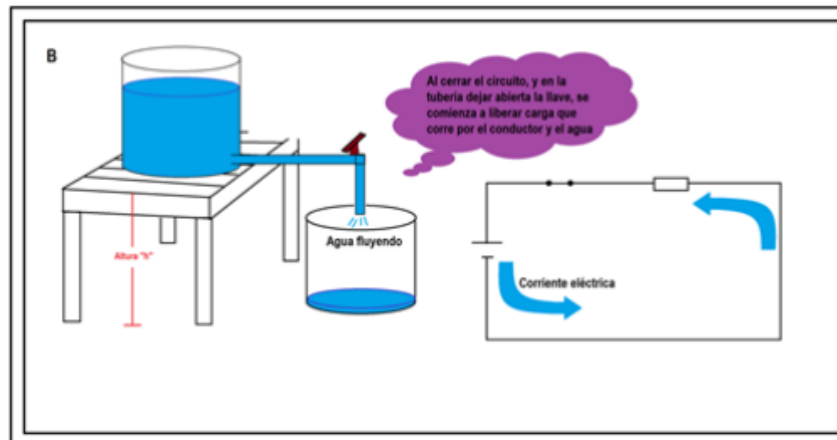 B
Al cerrar el circuito, y en la
tubería dejar abierta la llave, se
comienza a liberar carga que
corre por el conductor y el agua
Agua fluyendo
Altura "h"
Corriente eléctrica